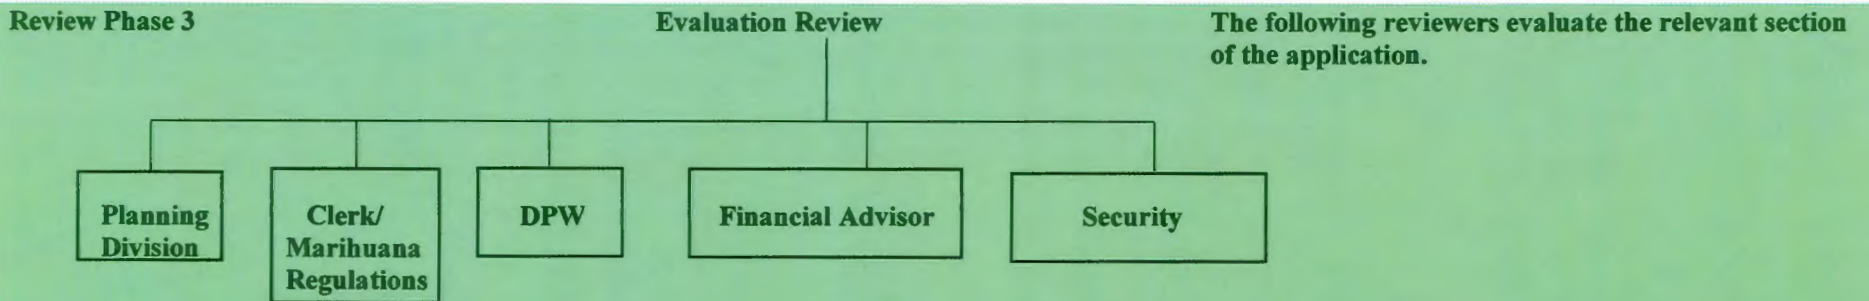 Review Phase 3
Evaluation Review
The following reviewers evaluate the relevant section
of the application.
Planning
Division
Clerk/
Marihuana
Regulations
DPW
Financial Advisor
Security